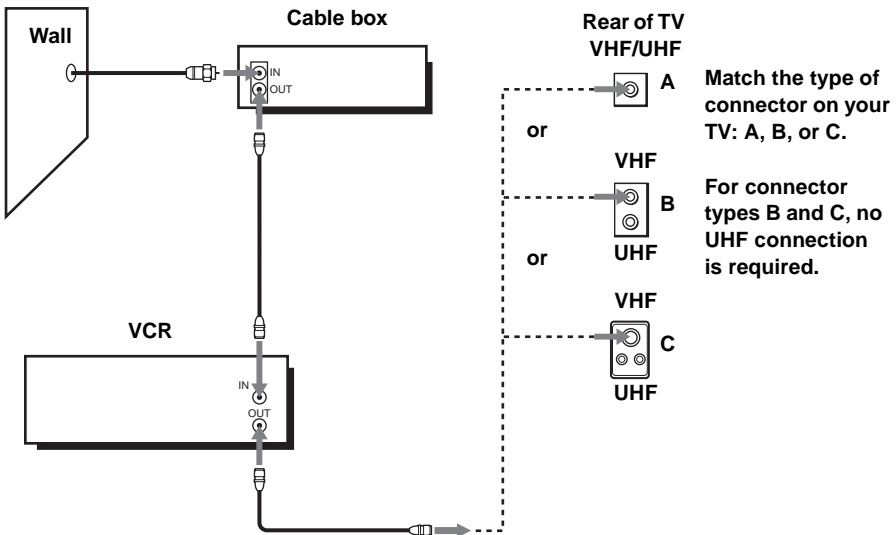 Wall
Cable box
IN
OUT
VCR
IN
OUT
Rear of TV
VHF/UHF
A
or
VHF
B
UHF
or
VHF
C
UHF
Match the type of
connector on your
TV: A, B, or C.
For connector
types B and C, no
UHF connection
is required.